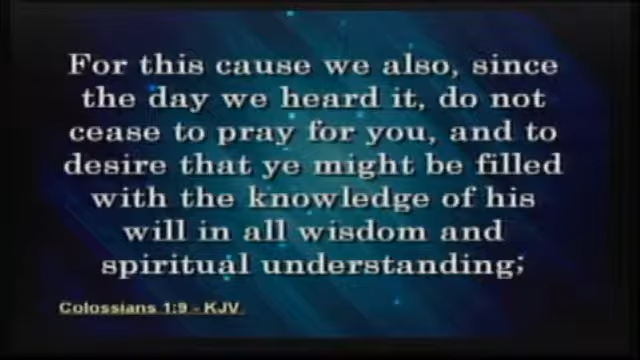 For this cause we also, since
the day we heard it, do not
cease to pray for you, and to
desire that ye might be filled
with the knowledge of his
will in all wisdom and
spiritual understanding;
Colossians 1:9 - KJV